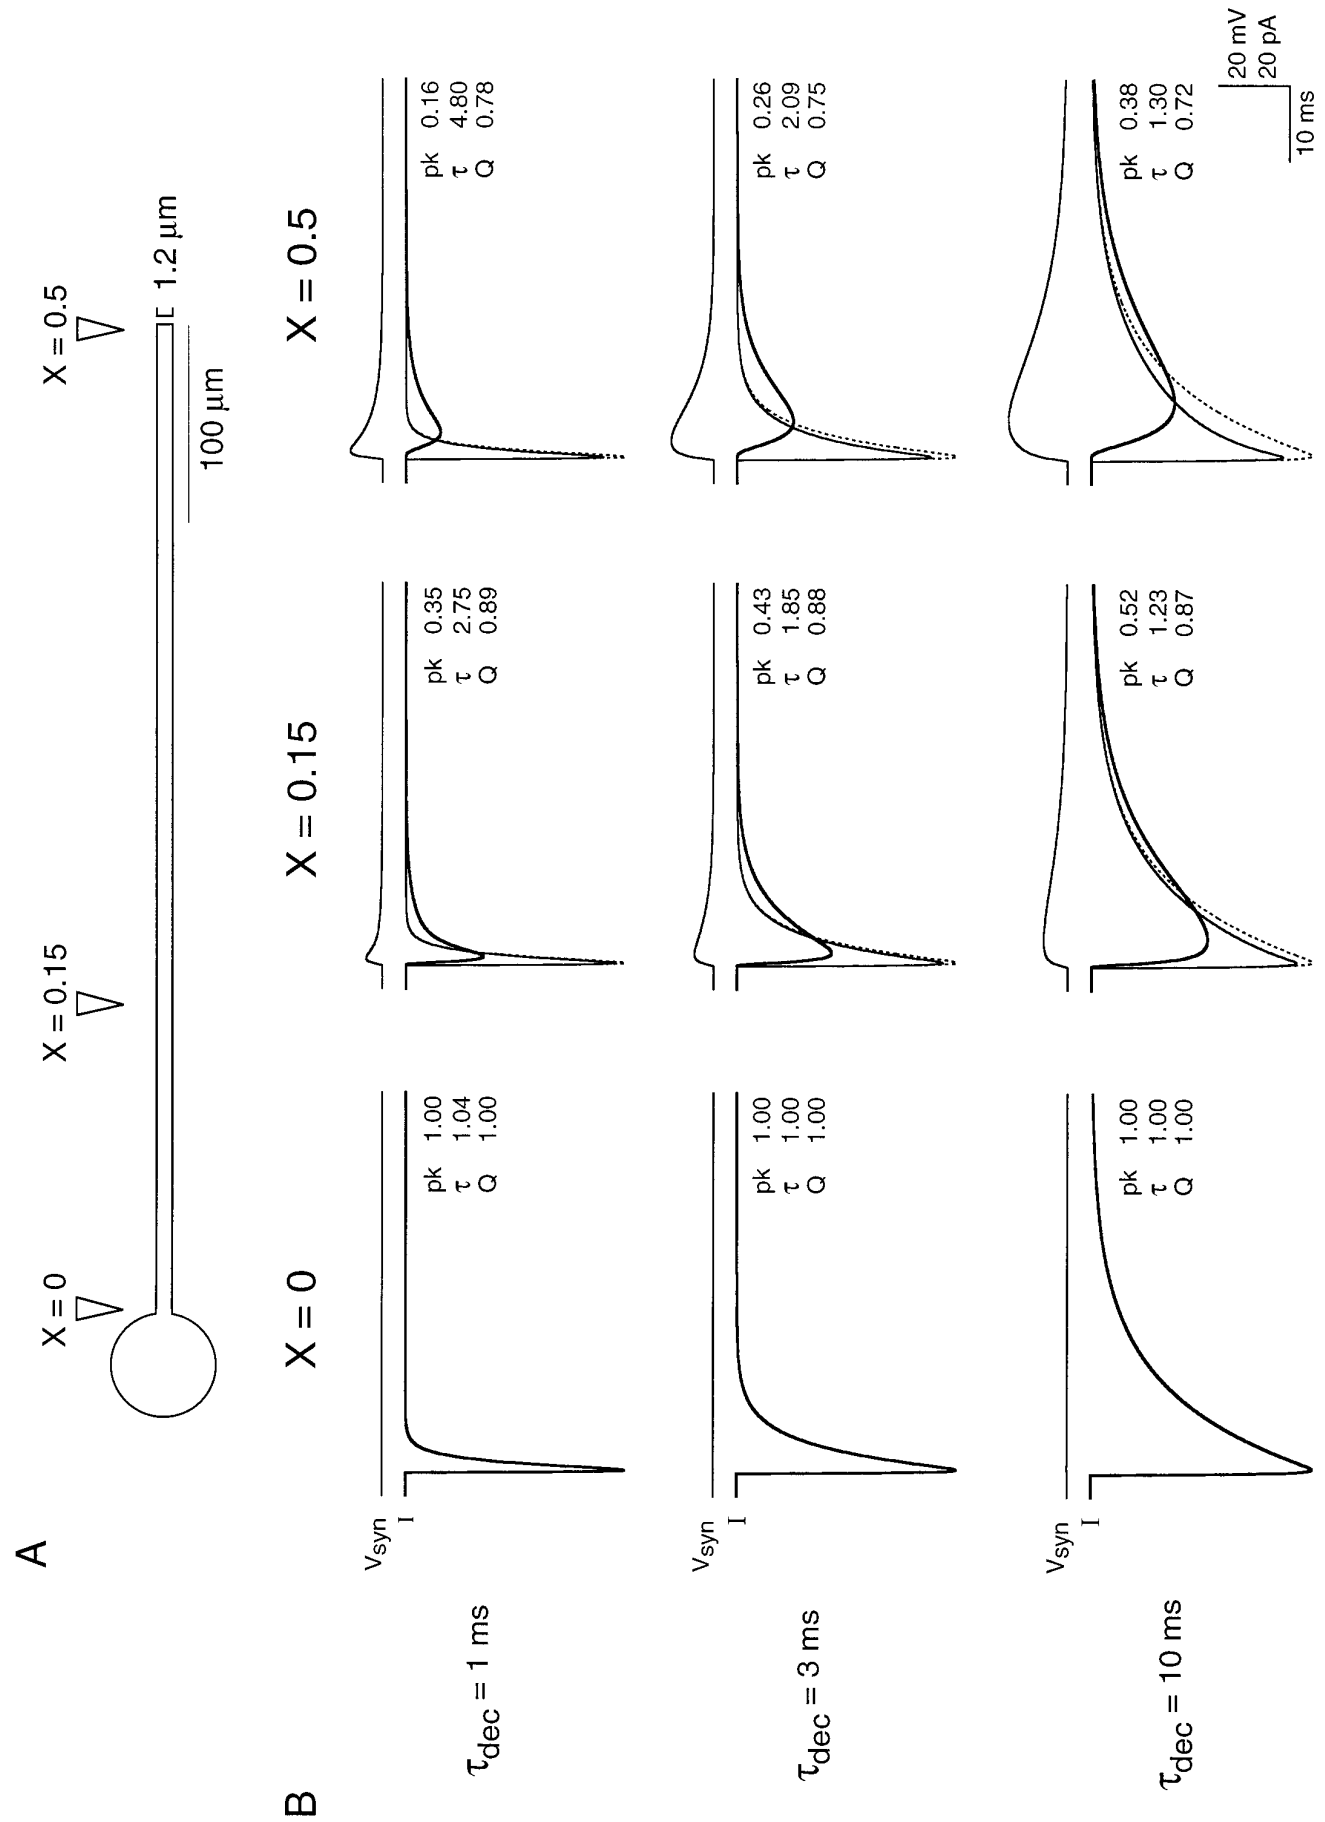 A
X = 0
X = 0.15
X = 0.5
1.2 µm
100 µm
B
X = 0
X = 0.15
X = 0.5
τdec = 1 ms
Vsyn
I
pk 1.00
τ 1.04
Q 1.00
pk 0.35
τ 2.75
Q 0.89
pk 0.16
τ 4.80
Q 0.78
τdec = 3 ms
Vsyn
I
pk 1.00
τ 1.00
Q 1.00
pk 0.43
τ 1.85
Q 0.88
pk 0.26
τ 2.09
Q 0.75
τdec = 10 ms
Vsyn
I
pk 1.00
τ 1.00
Q 1.00
pk 0.52
τ 1.23
Q 0.87
pk 0.38
τ 1.30
Q 0.72
20 mV
20 pA
10 ms